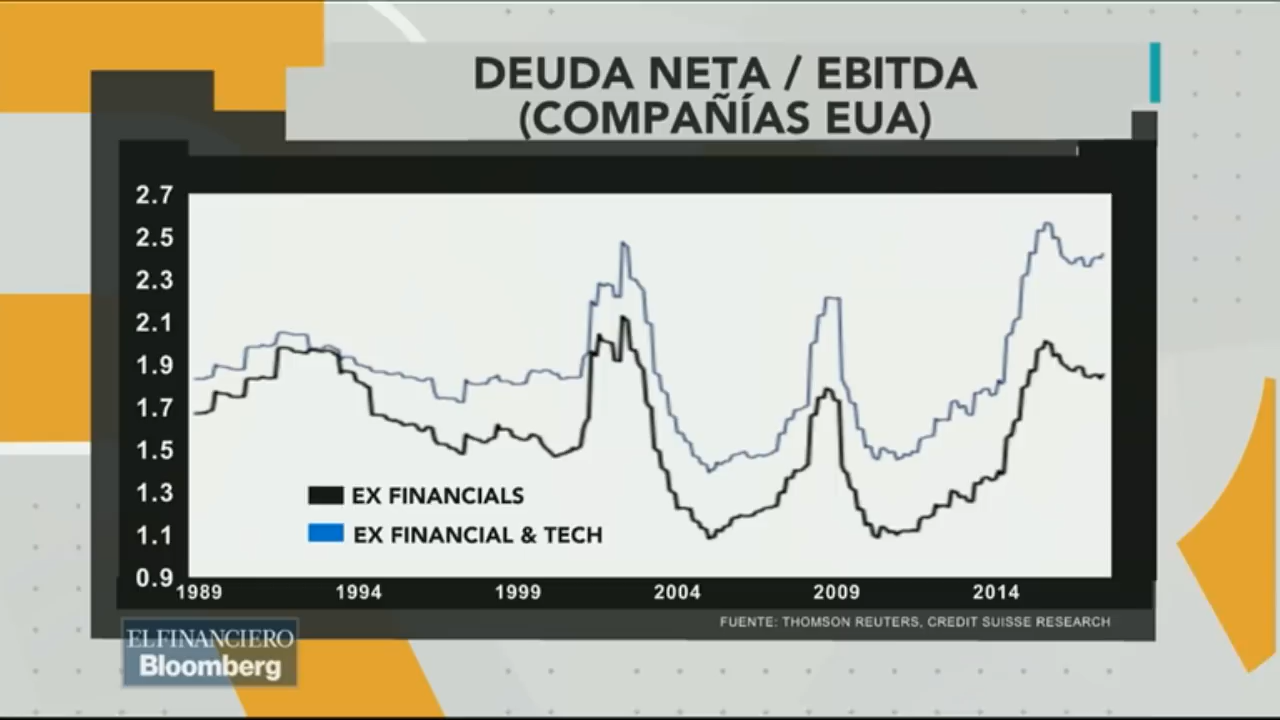 DEUDA NETA / EBITDA
(COMPAÑÍAS EUA)
2.7
2.5
2.3
2.1
1.9
1.7
1.5
1.3
1.1
0.9
EX FINANCIALS
EX FINANCIAL & TECH
1989 1994 1999 2004 2009 2014
FUENTE: THOMSON REUTERS, CREDIT SUISSE RESEARCH
EL FINANCIERO
Bloomberg